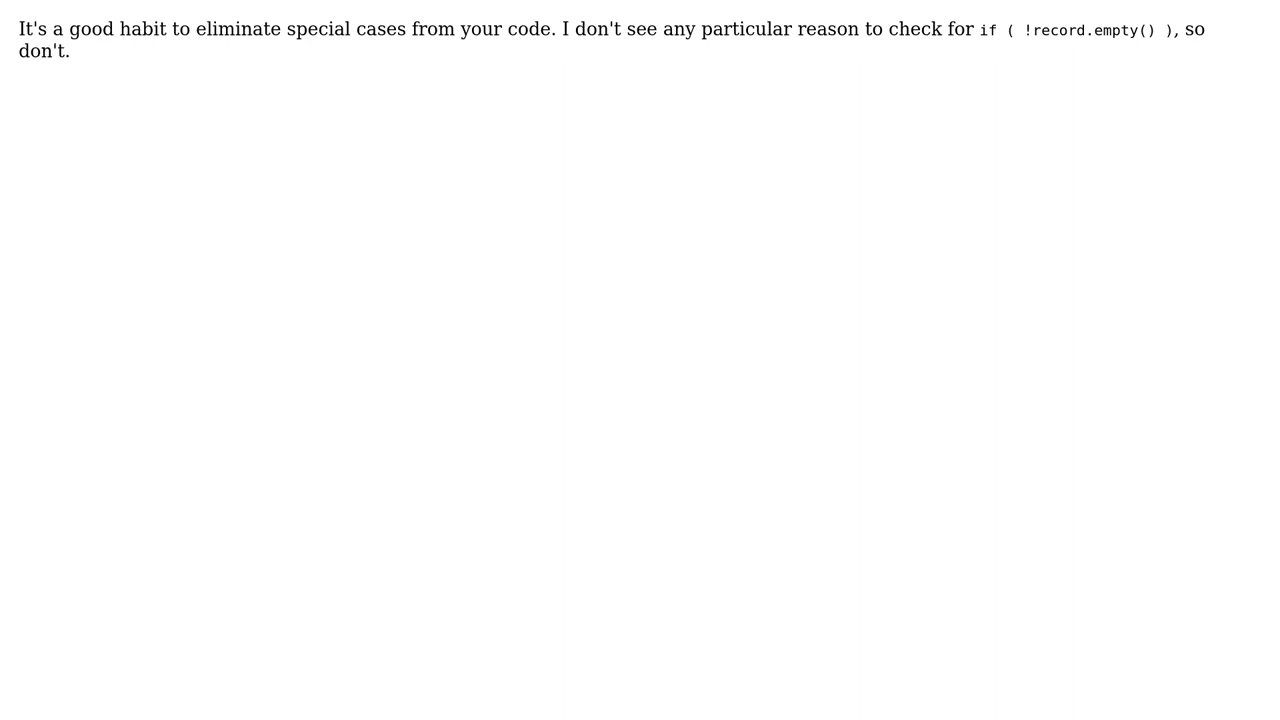 It's a good habit to eliminate special cases from your code. I don't see any particular reason to check for if ( !record.empty() ), so
don't.